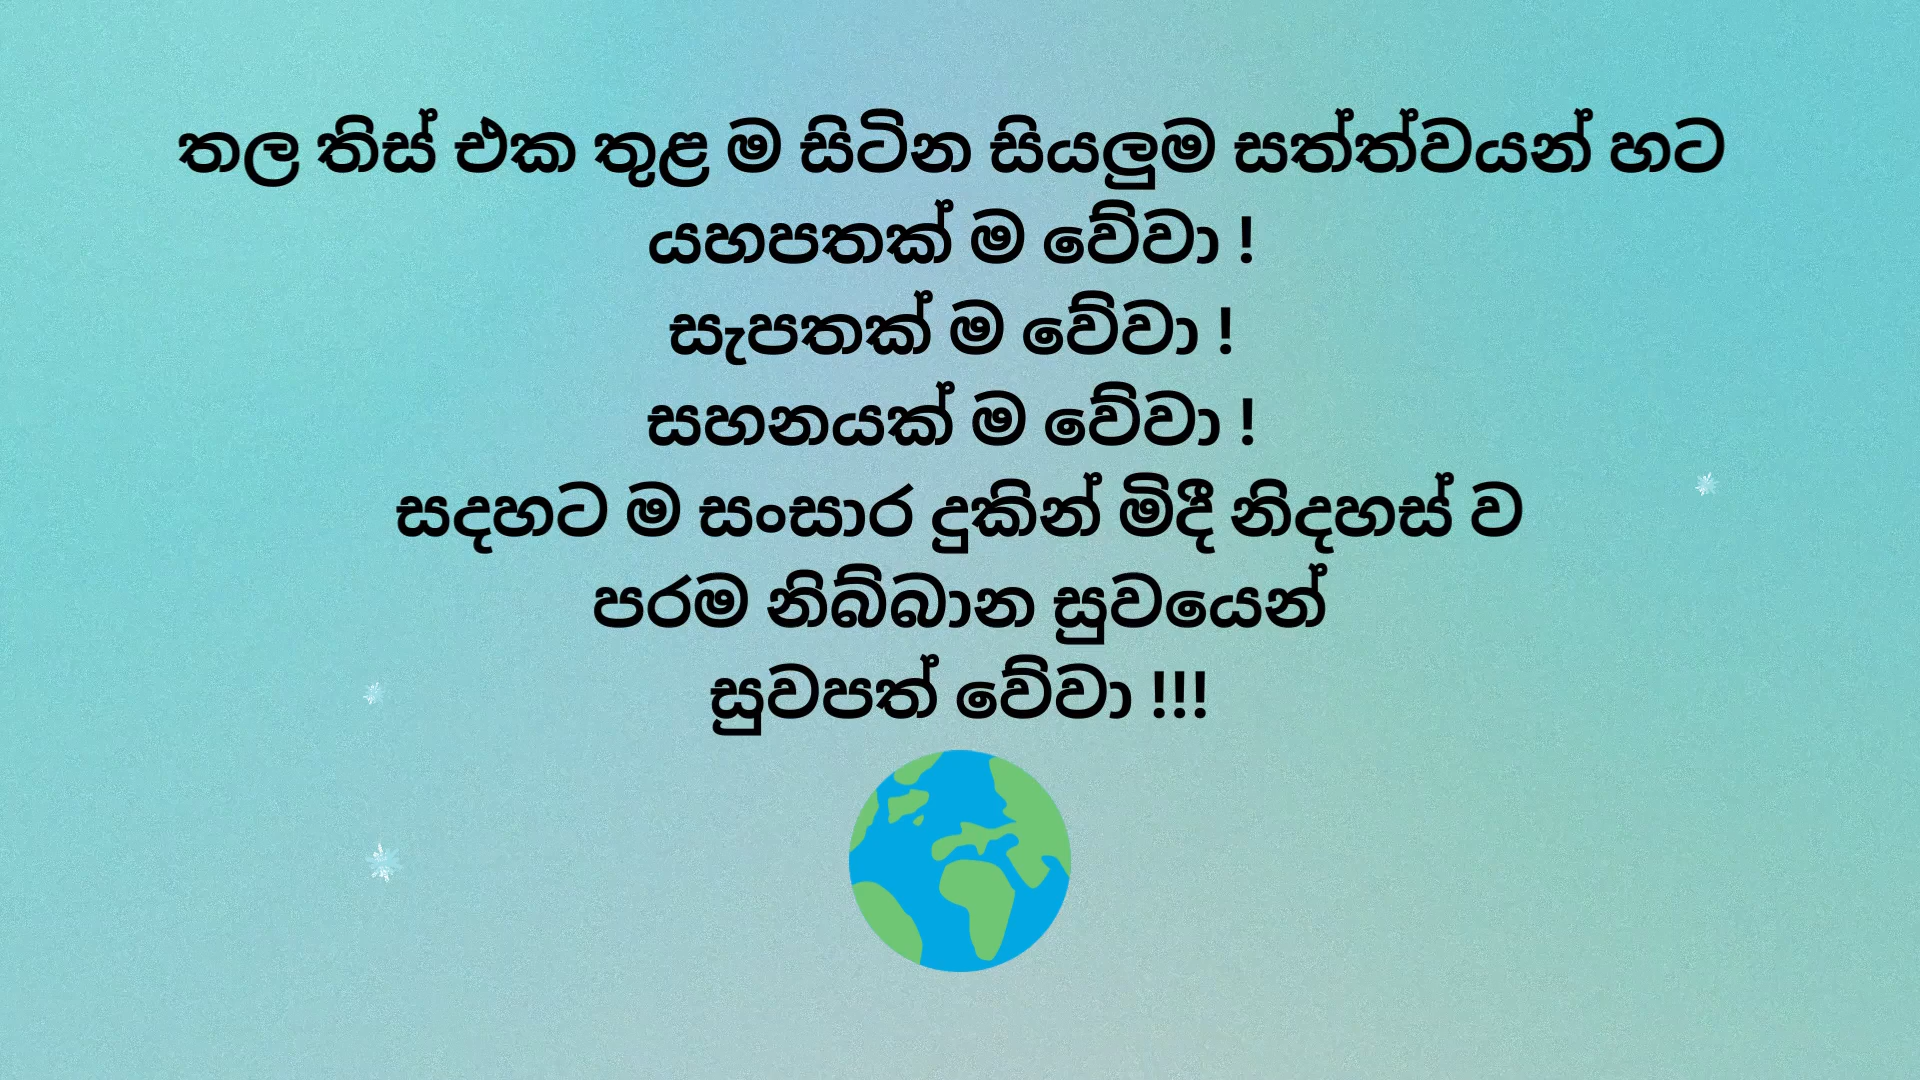 තල තිස් එක තුළ ම සිටින සියලුම සත්ත්වයන් හට
යහපතක් ම වේවා !
සැපතක් ම වේවා !
සහනයක් ම වේවා !
සදහට ම සංසාර දුකින් මිදී නිදහස් ව
පරම නිබ්බාන සුවයෙන්
සුවපත් වේවා !!!